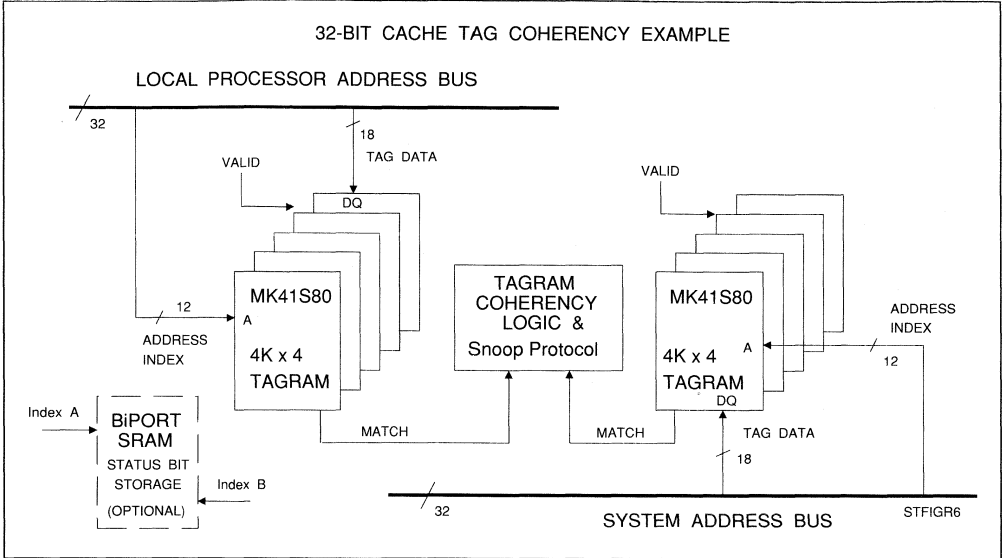 32-BIT CACHE TAG COHERENCY EXAMPLE
LOCAL PROCESSOR ADDRESS BUS
32
18
TAG DATA
VALID
DQ
MK41S80
A
4K x 4
TAGRAM
12
ADDRESS
INDEX
MATCH
TAGRAM
COHERENCY
LOGIC &
Snoop Protocol
VALID
MK41S80
A
4K x 4
TAGRAM
DQ
ADDRESS
INDEX
12
MATCH
TAG DATA
18
Index A
BiPORT
SRAM
STATUS BIT
STORAGE
(OPTIONAL)
Index B
32
SYSTEM ADDRESS BUS
STFIGR6